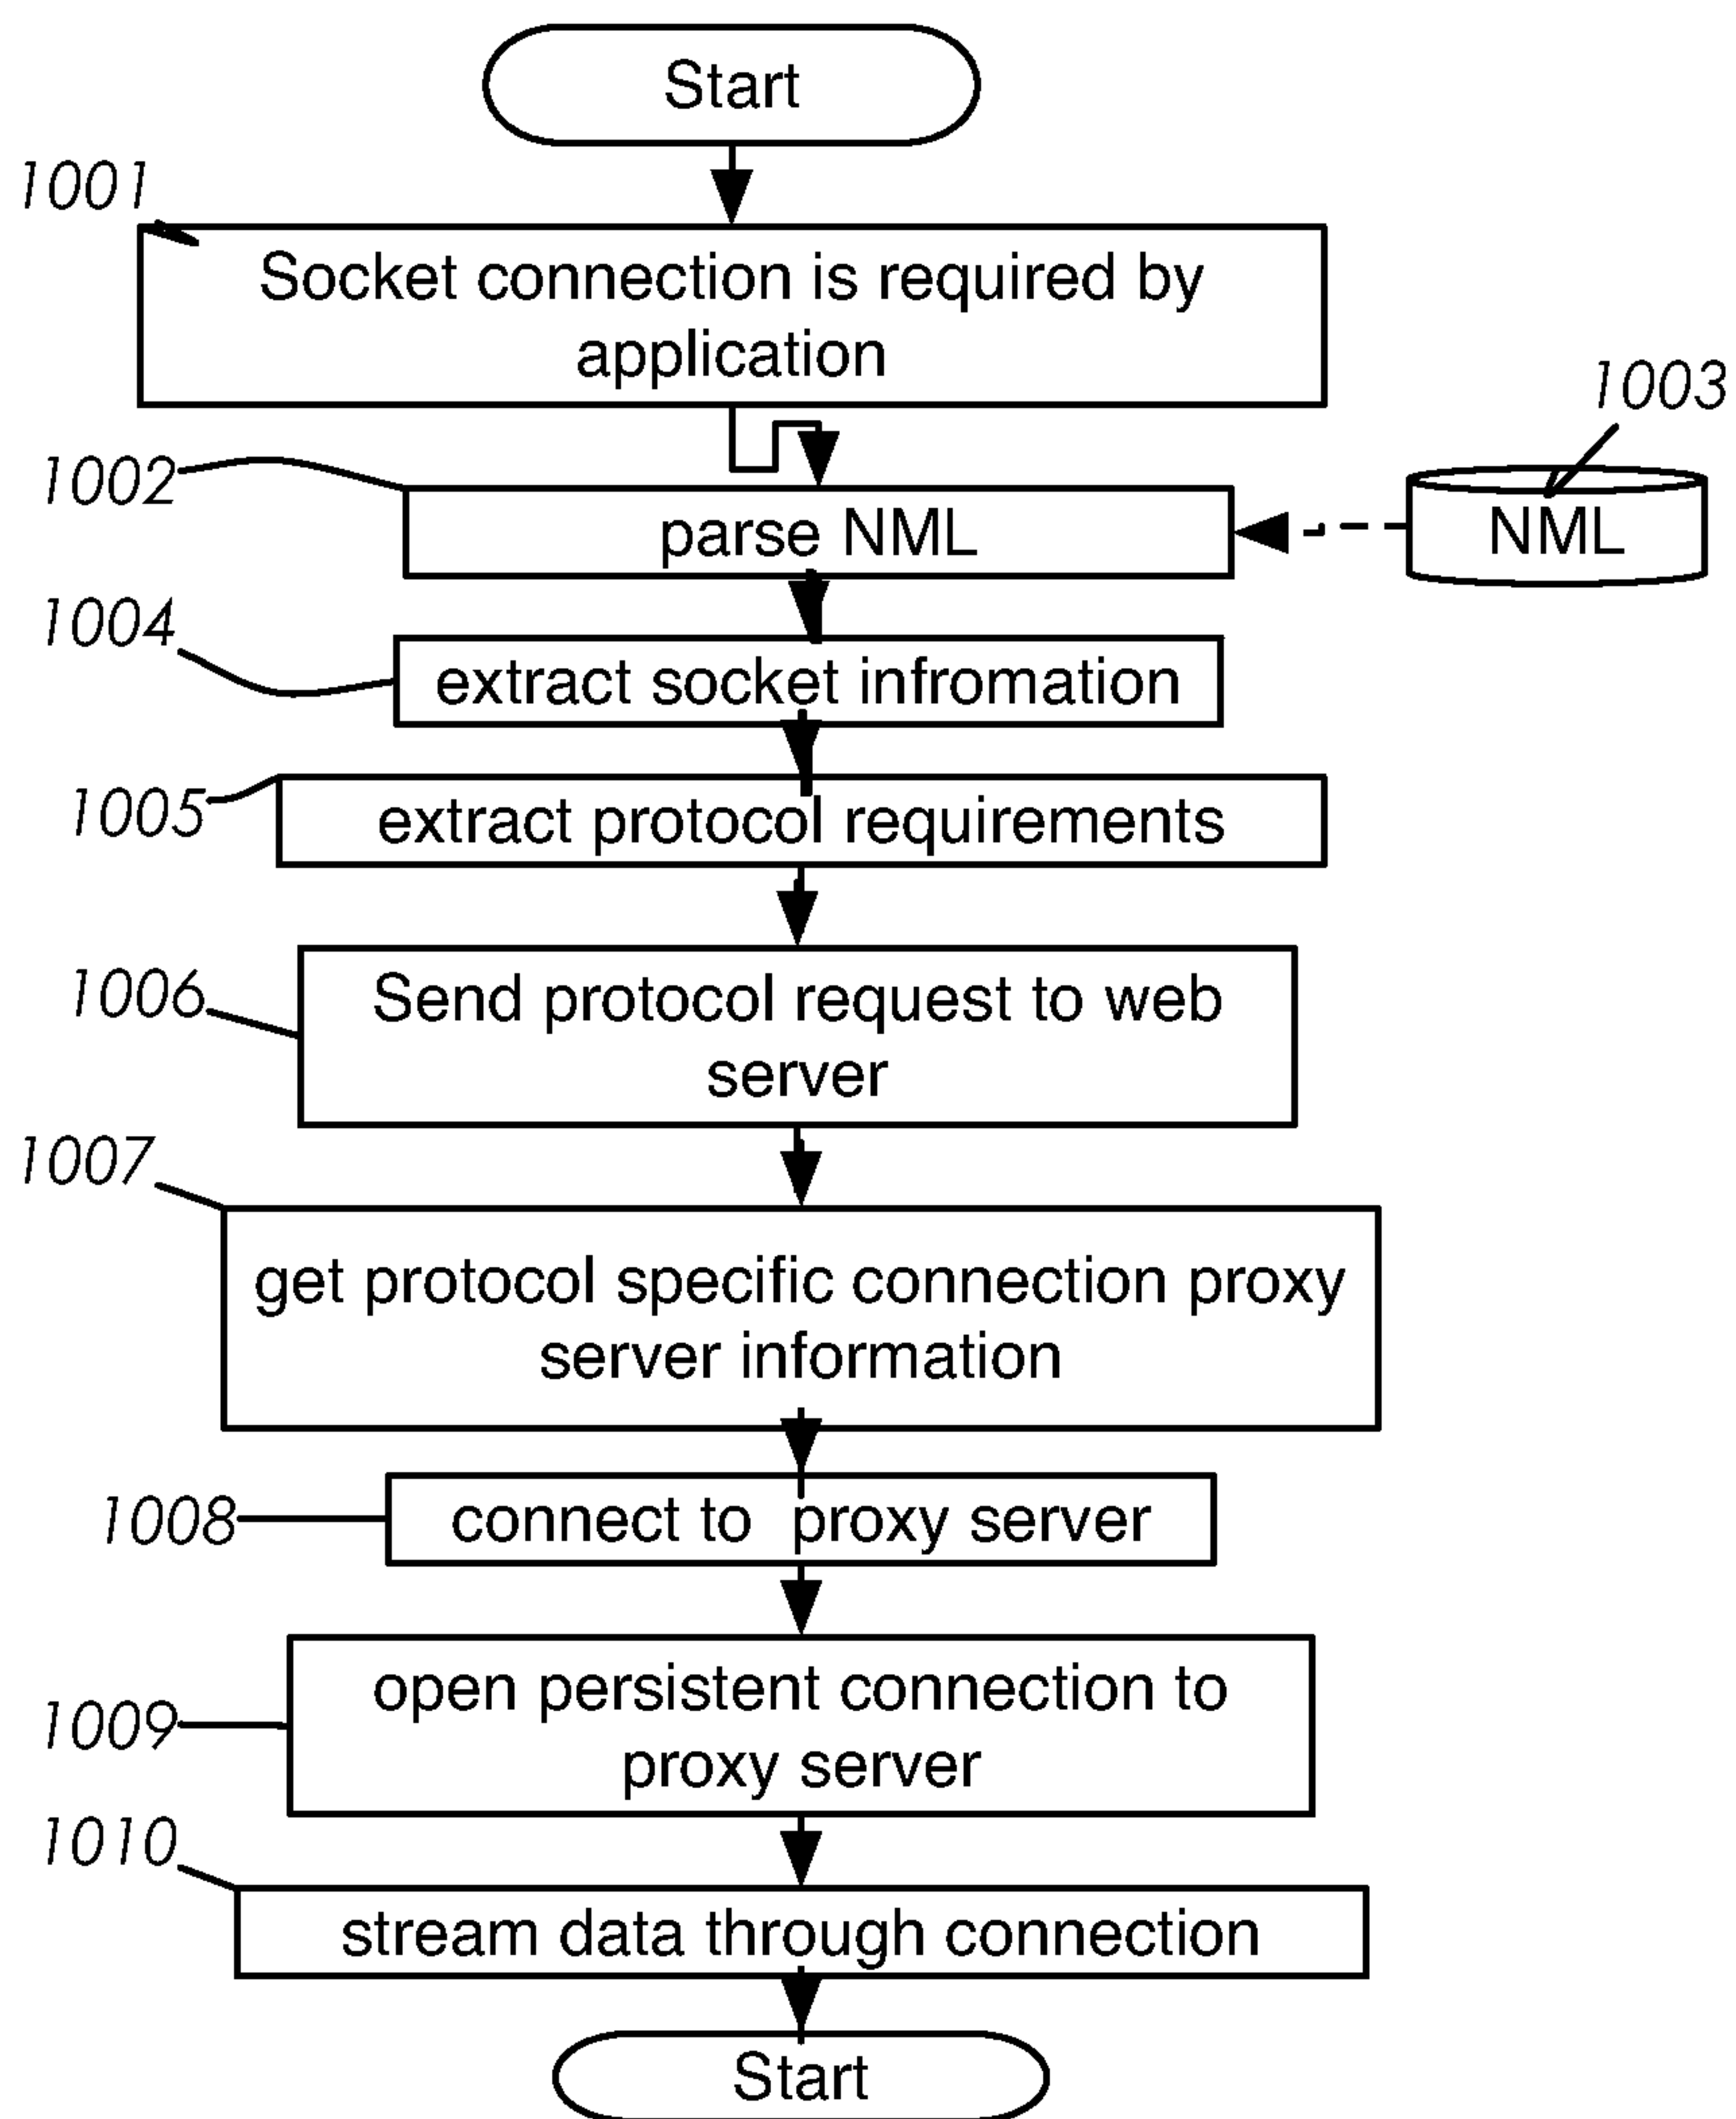 Start
1001
Socket connection is required by
application
1003
1002
parse NML
NML
1004
extract socket infromation
1005
extract protocol requirements
1006
Send protocol request to web
server
1007
get protocol specific connection proxy
server information
1008
connect to proxy server
1009
open persistent connection to
proxy server
1010
stream data through connection
Start